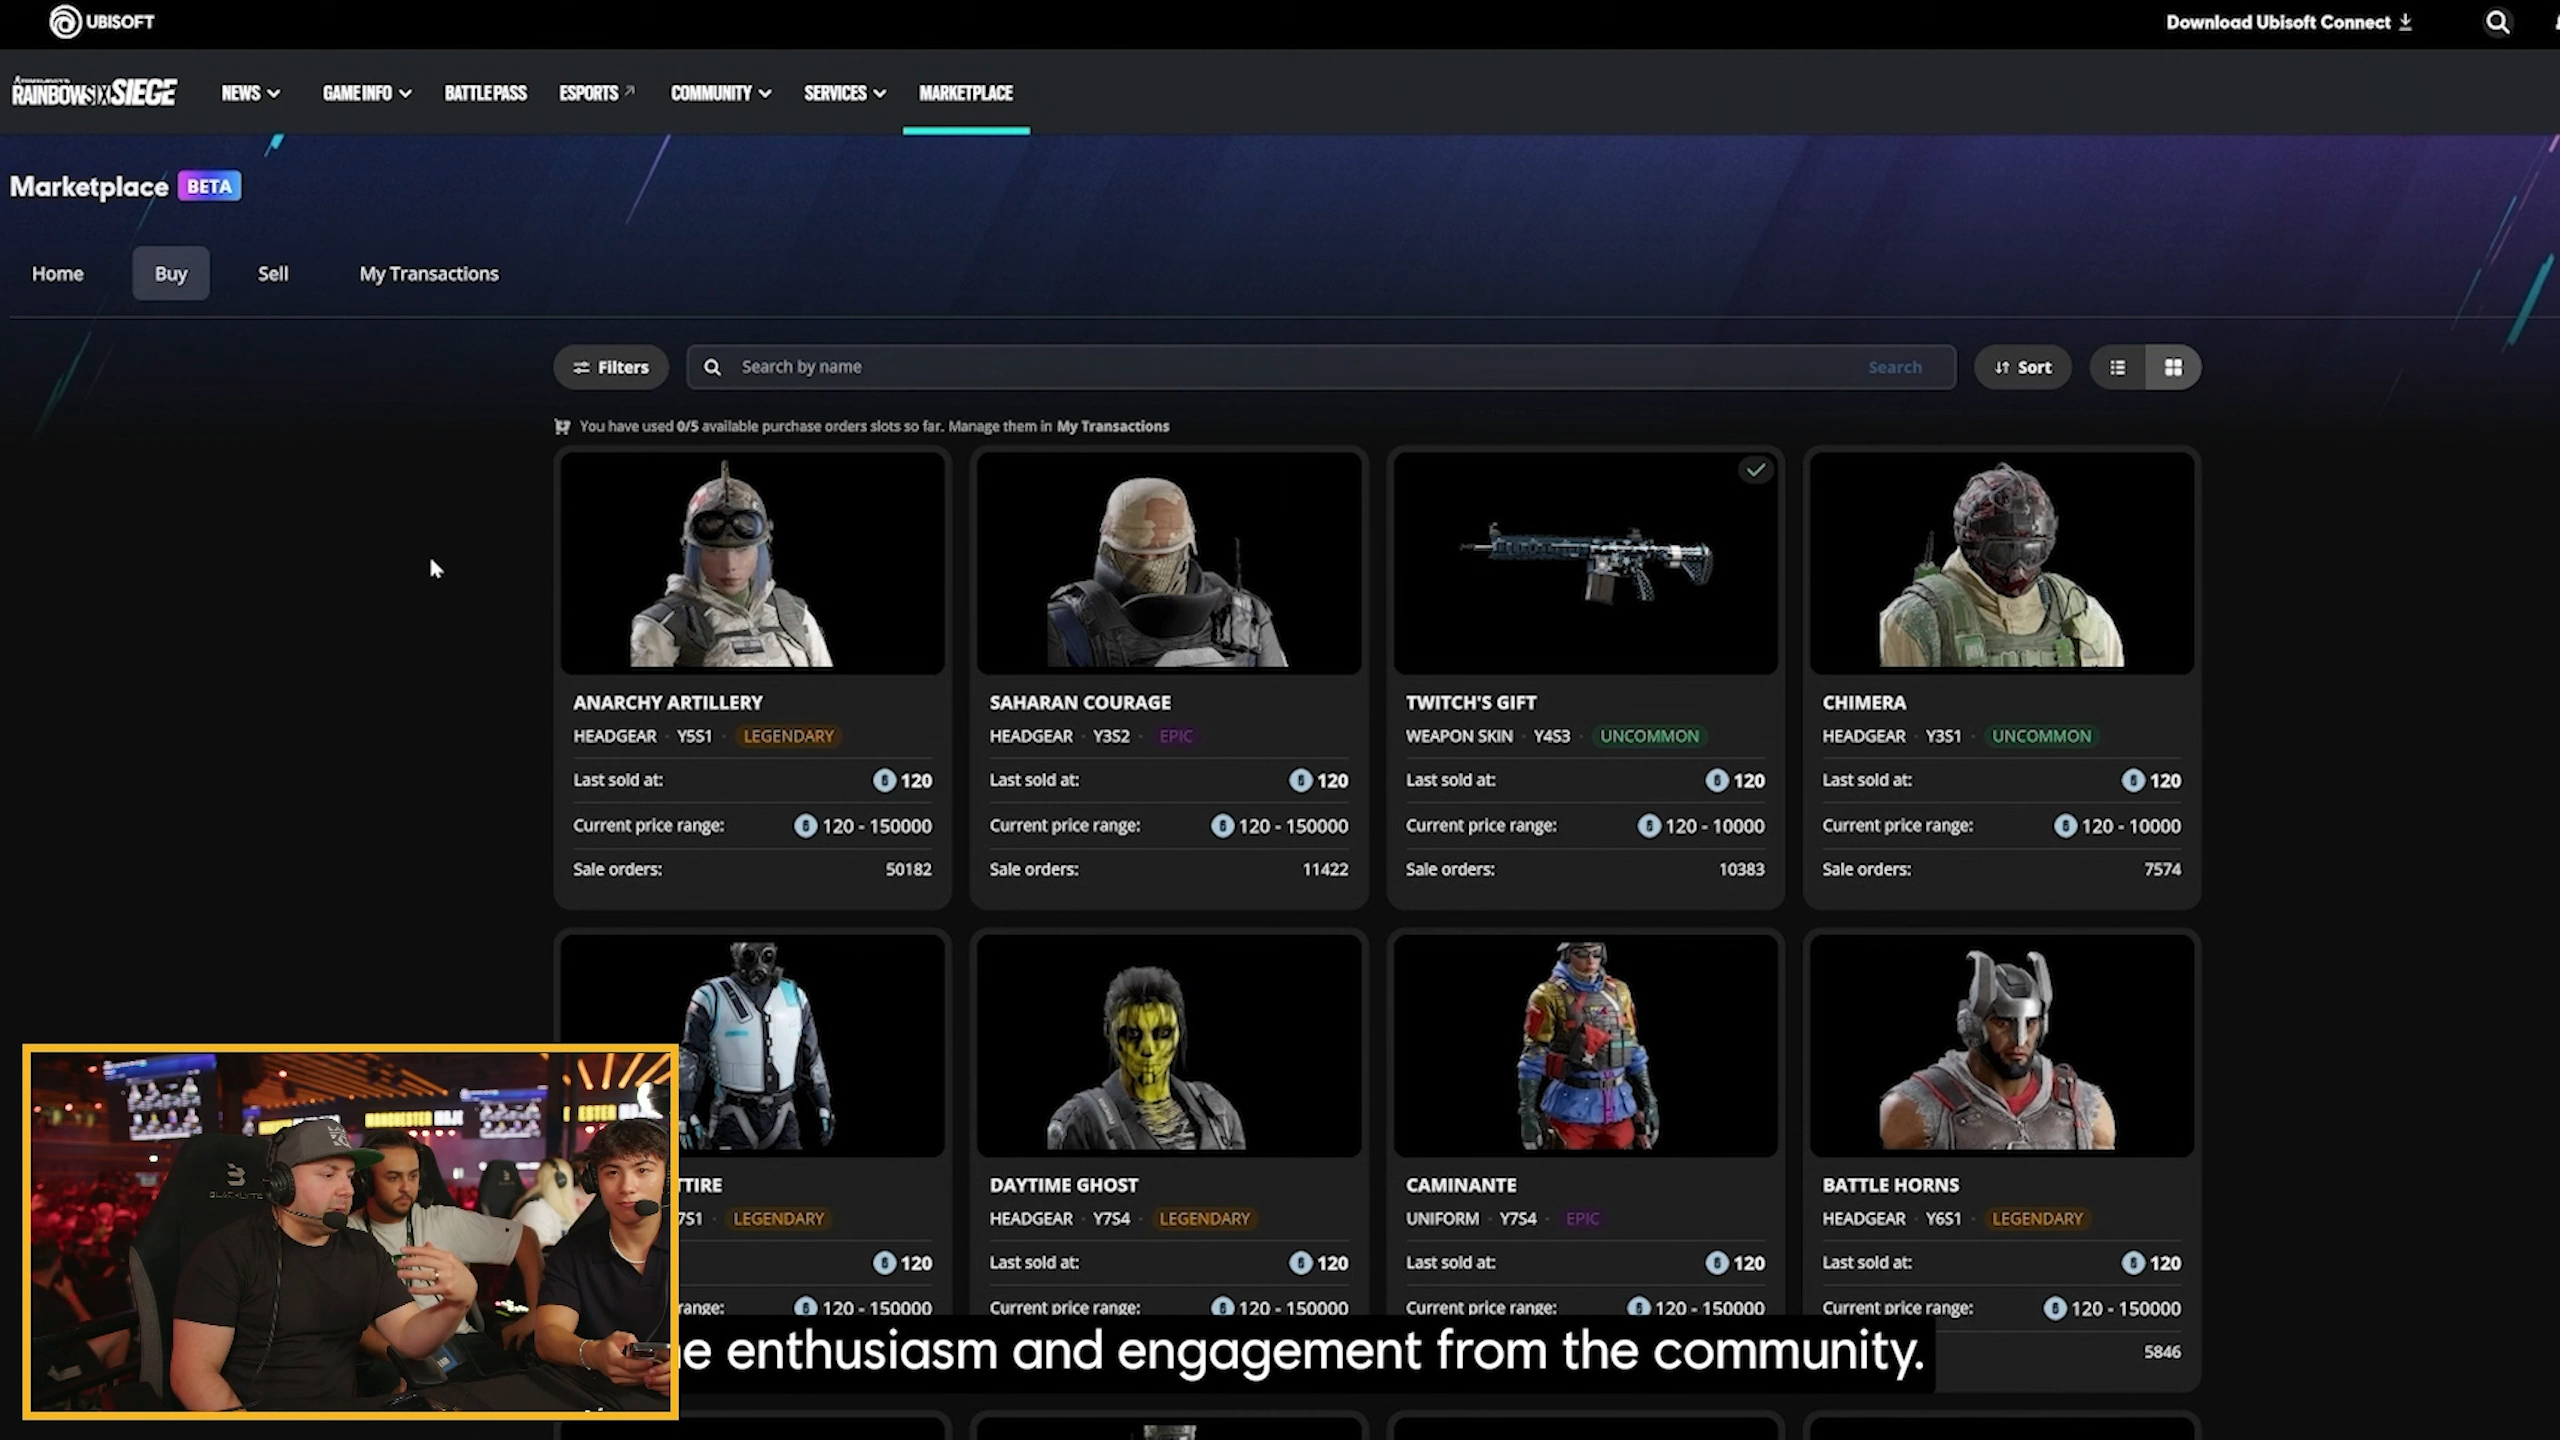 UBISOFT
Download Ubisoft Connect
RAINBOWSIXSIEGE
NEWS
GAME INFO
BATTLE PASS
ESPORTS
COMMUNITY
SERVICES
MARKETPLACE
Marketplace BETA
Home
Buy
Sell
My Transactions
Filters
Search by name
Search
Sort
You have used 0/5 available purchase orders slots so far. Manage them in My Transactions
ANARCHY ARTILLERY
HEADGEAR · Y5S1 · LEGENDARY
Last sold at: 120
Current price range: 120 - 150000
Sale orders: 50182
SAHARAN COURAGE
HEADGEAR · Y3S2 · EPIC
Last sold at: 120
Current price range: 120 - 150000
Sale orders: 11422
TWITCH'S GIFT
WEAPON SKIN · Y4S3 · UNCOMMON
Last sold at: 120
Current price range: 120 - 10000
Sale orders: 10383
CHIMERA
HEADGEAR · Y3S1 · UNCOMMON
Last sold at: 120
Current price range: 120 - 10000
Sale orders: 7574
TTIRE
7S1 · LEGENDARY
120
range: 120 - 150000
DAYTIME GHOST
HEADGEAR · Y7S4 · LEGENDARY
Last sold at: 120
Current price range: 120 - 150000
CAMINANTE
UNIFORM · Y7S4 · EPIC
Last sold at: 120
Current price range: 120 - 150000
BATTLE HORNS
HEADGEAR · Y6S1 · LEGENDARY
Last sold at: 120
Current price range: 120 - 150000
5846
MANCHESTER MAJO
BLACKLYTE
e enthusiasm and engagement from the community.